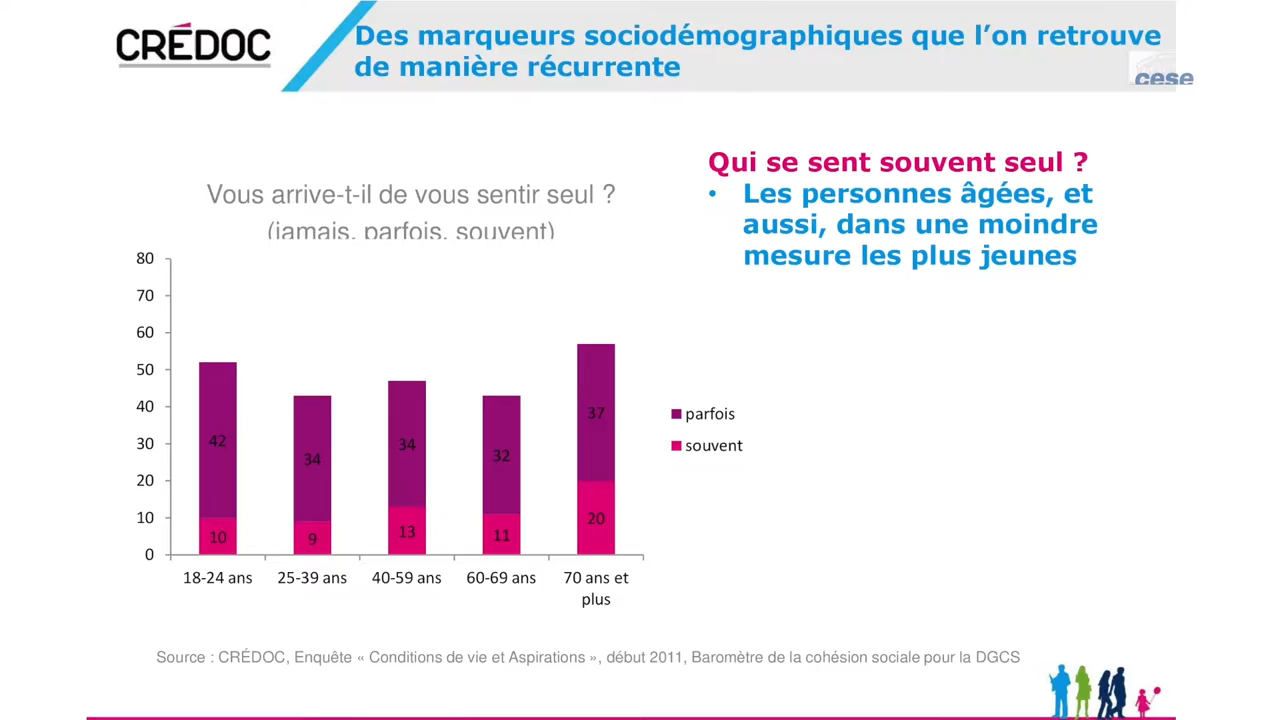 CRÉDOC
Des marqueurs sociodémographiques que l’on retrouve
de manière récurrente
cese
Qui se sent souvent seul ?
• Les personnes âgées, et
aussi, dans une moindre
mesure les plus jeunes
Vous arrive-t-il de vous sentir seul ?
(jamais, parfois, souvent)
80
70
60
50
40
30
20
10
0
42
34
34
32
37
10
9
13
11
20
18-24 ans
25-39 ans
40-59 ans
60-69 ans
70 ans et
plus
parfois
souvent
Source : CRÉDOC, Enquête « Conditions de vie et Aspirations », début 2011, Baromètre de la cohésion sociale pour la DGCS